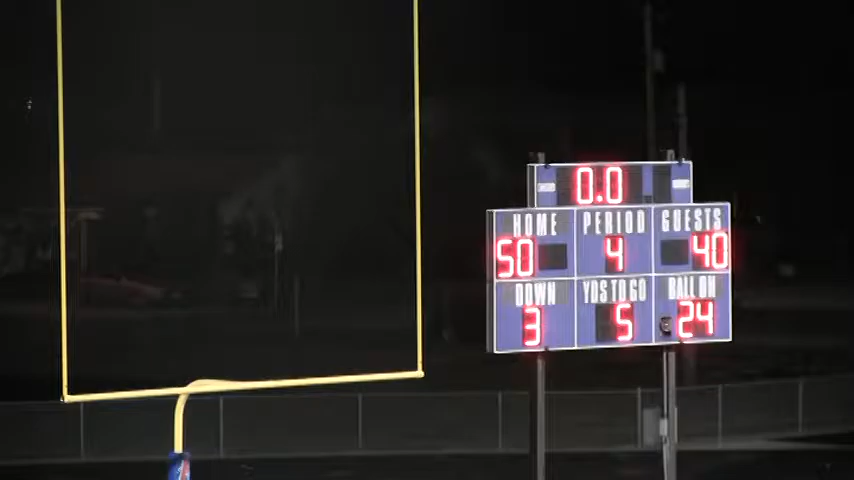 0.0
HOME PERIOD GUESTS
50 4 40
DOWN YDS TO GO BALL ON
3 5 24